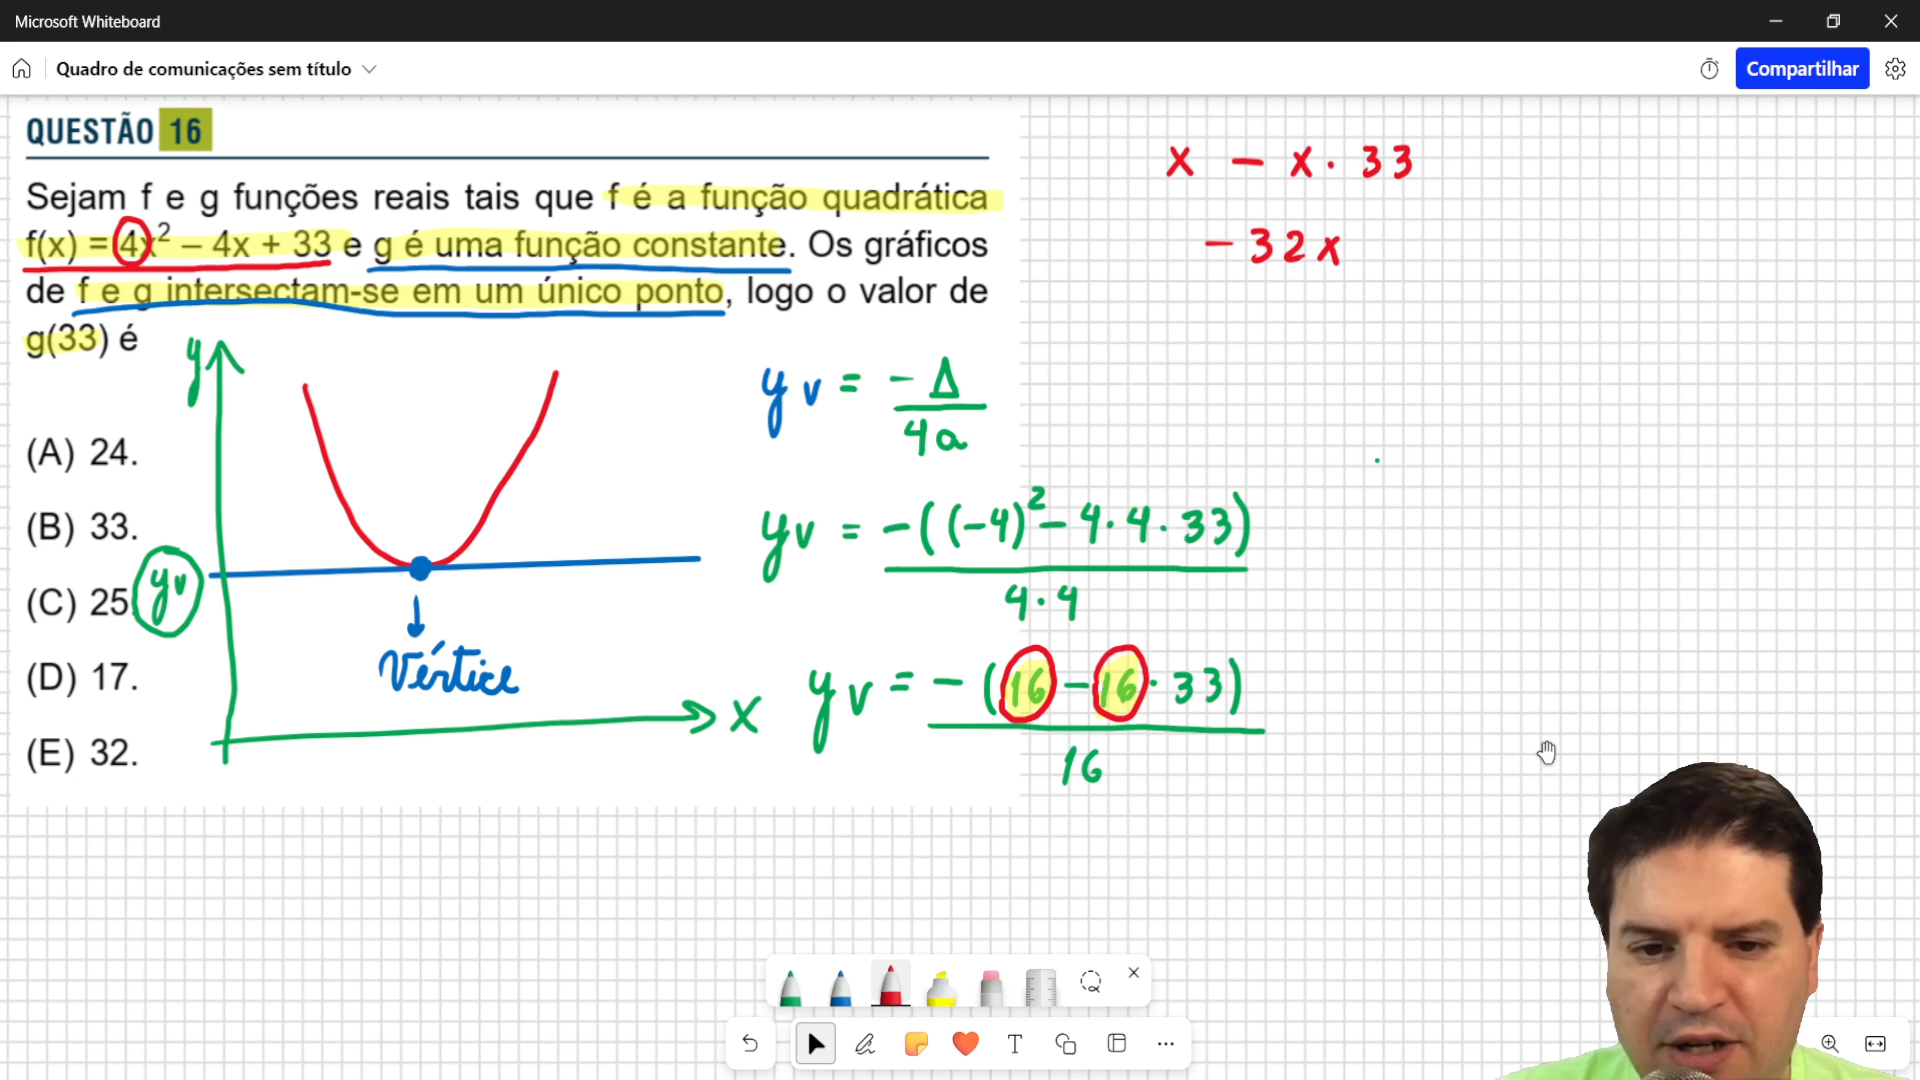 Microsoft Whiteboard
Quadro de comunicações sem título
Compartilhar
QUESTÃO 16
Sejam f e g funções reais tais que f é a função quadrática
f(x) = 4x² – 4x + 33 e g é uma função constante. Os gráficos
de f e g intersectam-se em um único ponto, logo o valor de
g(33) é
(A) 24.
(B) 33.
(C) 25.
(D) 17.
(E) 32.
y
yv
Vértice
x
x - x · 33
- 32x
yv = -Δ
4a
yv = -((-4)² - 4 · 4 · 33)
4 · 4
yv = -(16 - 16 · 33)
16
T